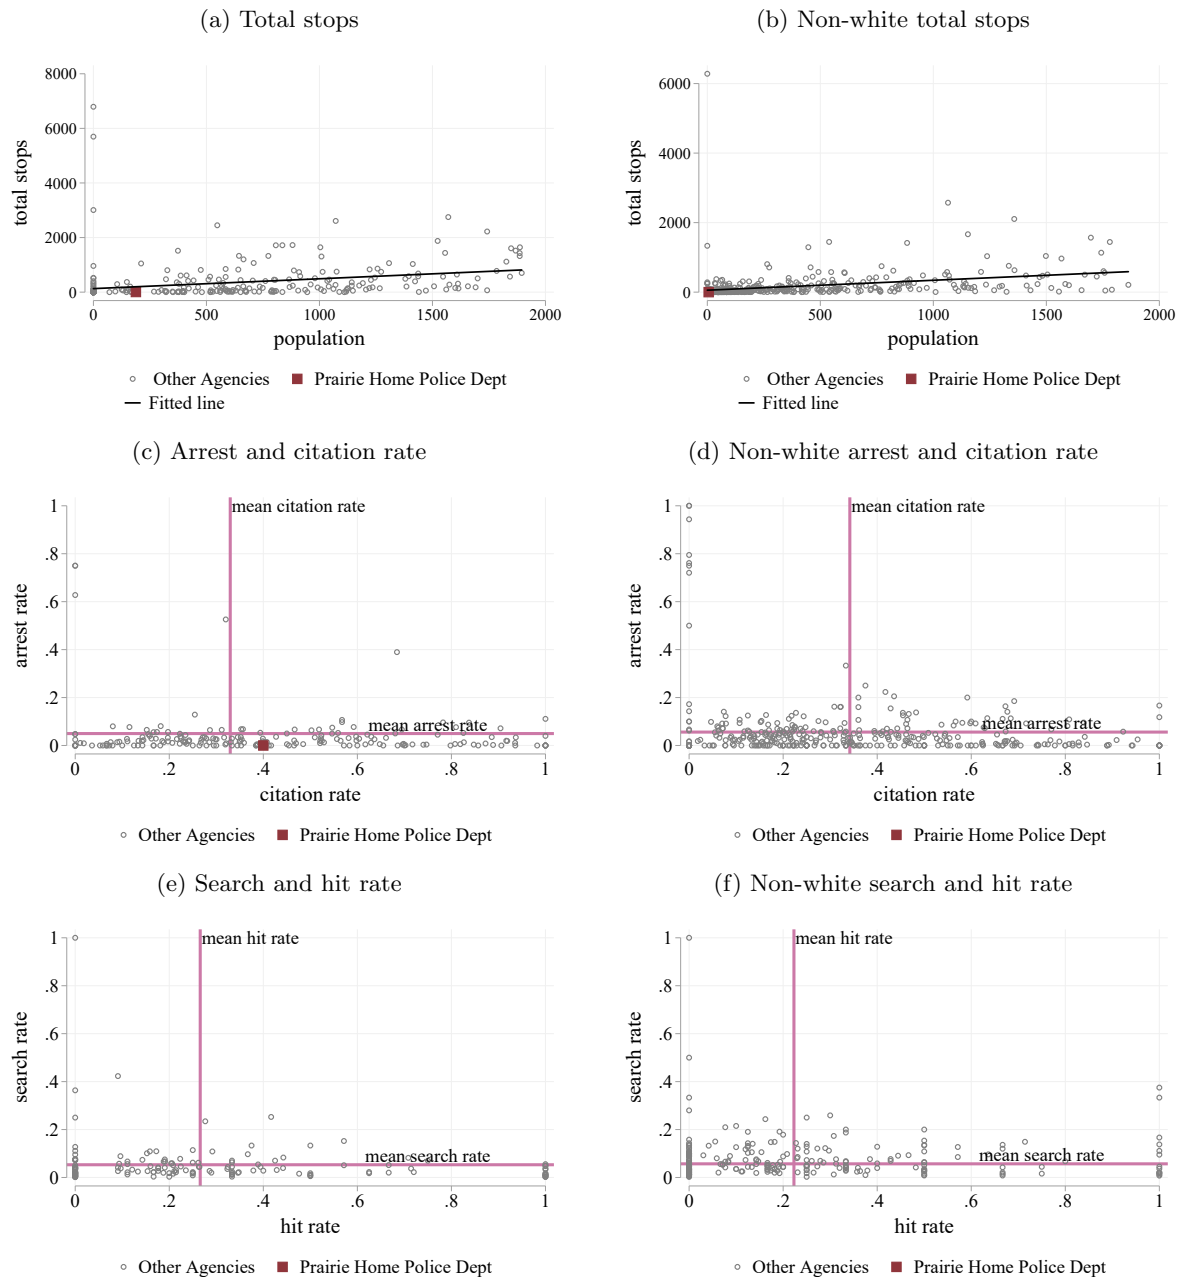 (a) Total stops
8000
6000
4000
2000
0
total stops
0 500 1000 1500 2000
population
Other Agencies Prairie Home Police Dept
Fitted line
(b) Non-white total stops
6000
4000
2000
0
total stops
0 500 1000 1500 2000
population
Other Agencies Prairie Home Police Dept
Fitted line
(c) Arrest and citation rate
mean citation rate
mean arrest rate
1
.8
.6
.4
.2
0
arrest rate
0 .2 .4 .6 .8 1
citation rate
Other Agencies Prairie Home Police Dept
(d) Non-white arrest and citation rate
mean citation rate
mean arrest rate
1
.8
.6
.4
.2
0
arrest rate
0 .2 .4 .6 .8 1
citation rate
Other Agencies Prairie Home Police Dept
(e) Search and hit rate
mean hit rate
mean search rate
1
.8
.6
.4
.2
0
search rate
0 .2 .4 .6 .8 1
hit rate
Other Agencies Prairie Home Police Dept
(f) Non-white search and hit rate
mean hit rate
mean search rate
1
.8
.6
.4
.2
0
search rate
0 .2 .4 .6 .8 1
hit rate
Other Agencies Prairie Home Police Dept